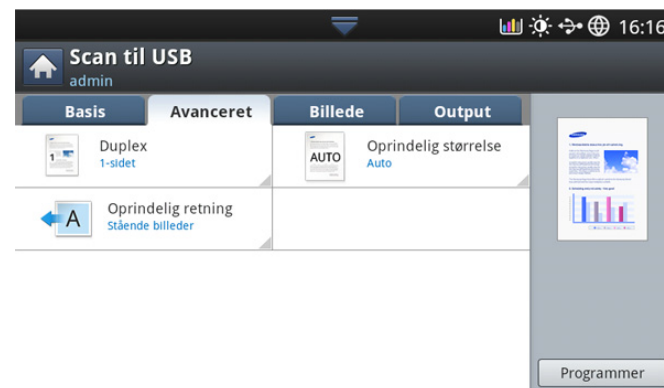 16:16
Scan til USB
admin
Basis
Avanceret
Billede
Output
Duplex
1-sidet
AUTO
Oprindelig størrelse
Auto
A
Oprindelig retning
Stående billeder
Programmer